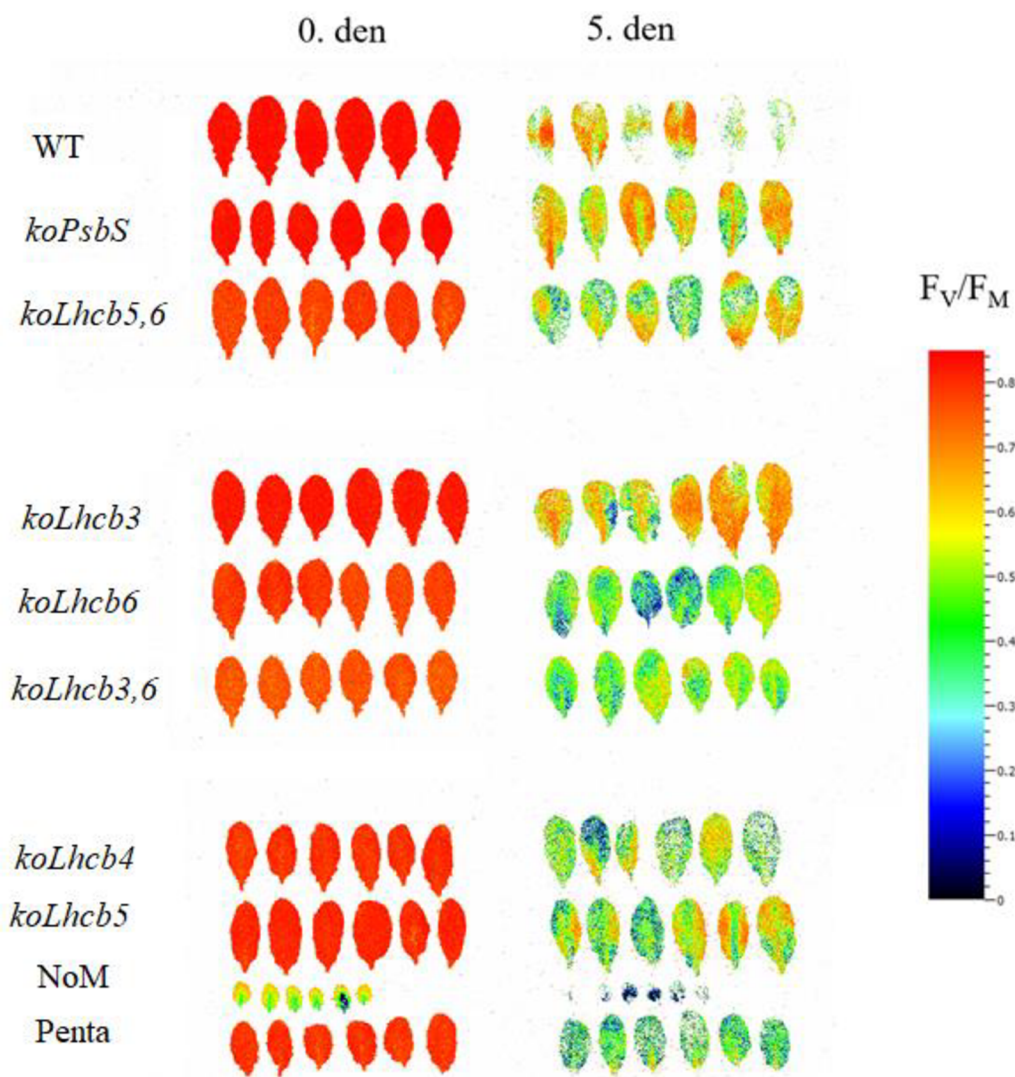 0. den 5. den
WT
koPsbS
koLhcb5,6
FV/FM
0.8
0.7
0.6
0.5
0.4
0.3
0.2
0.1
0
koLhcb3
koLhcb6
koLhcb3,6
koLhcb4
koLhcb5
NoM
Penta